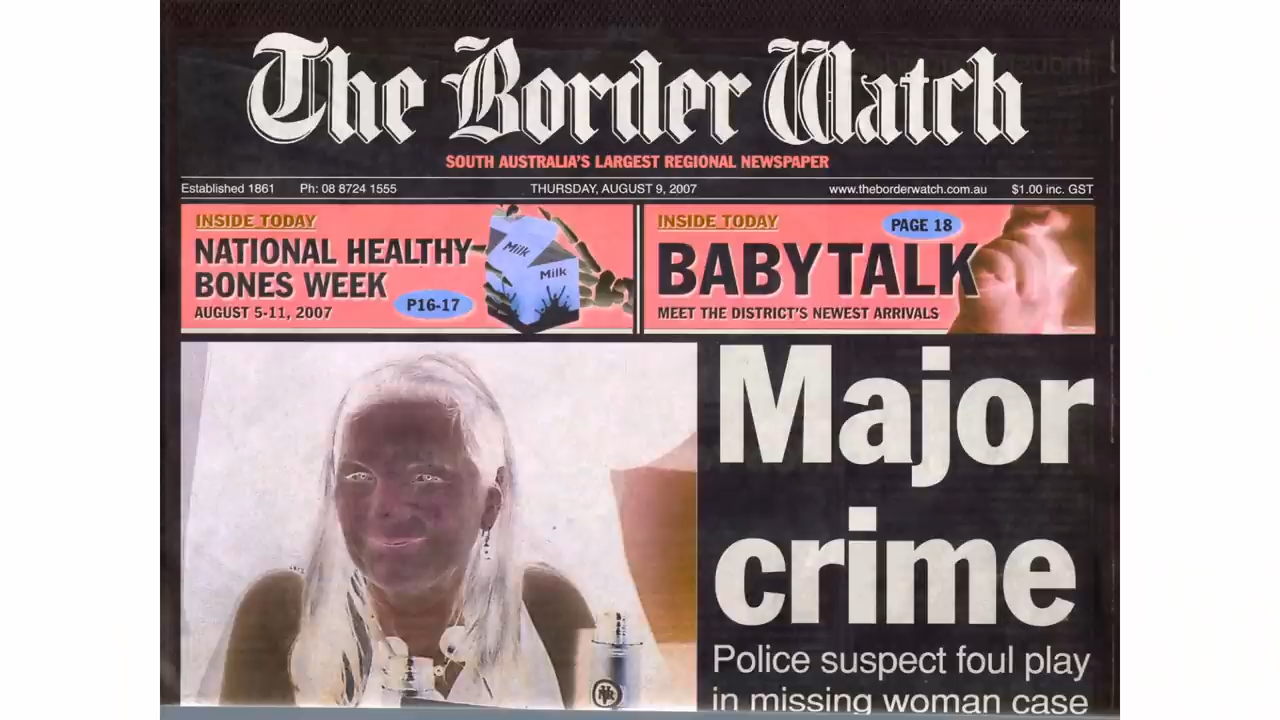 The Border Watch
SOUTH AUSTRALIA'S LARGEST REGIONAL NEWSPAPER
Established 1861 Ph: 08 8724 1555 THURSDAY, AUGUST 9, 2007 www.theborderwatch.com.au $1.00 inc. GST
INSIDE TODAY
NATIONAL HEALTHY
BONES WEEK
P16-17
AUGUST 5-11, 2007
Milk
Milk
INSIDE TODAY
PAGE 18
BABY TALK
MEET THE DISTRICT'S NEWEST ARRIVALS
Major
crime
Police suspect foul play
in missing woman case